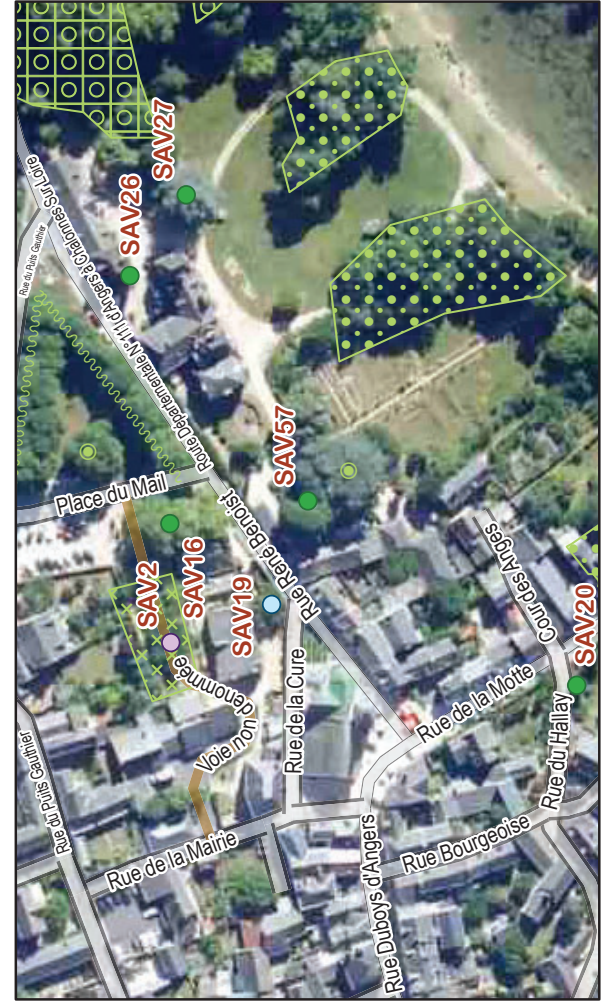 Rue du Puits Gauthier
Route Départementale N°111 d'Angers à Chalonnes-Sur-Loire
SAV27
SAV26
Place du Mail
SAV57
SAV2
SAV16
SAV19
Rue René Benoist
Voie non dénommée
Rue de la Cure
Cour des Anges
SAV20
Rue du Puits Gauthier
Rue de la Mairie
Rue de la Motte
Rue du Hallay
Rue Duboys d'Angers
Rue Bourgeoise